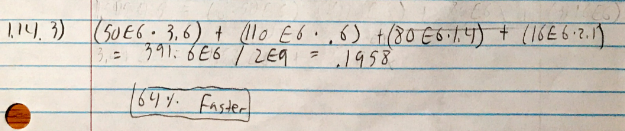 1.14. 3) (50E6 · 3.6) + (110 E6 · .6) + (80 E6·1.4) + (16E6·2.1)
3. = 391.6E6 / 2E9 = .1958
64% Faster